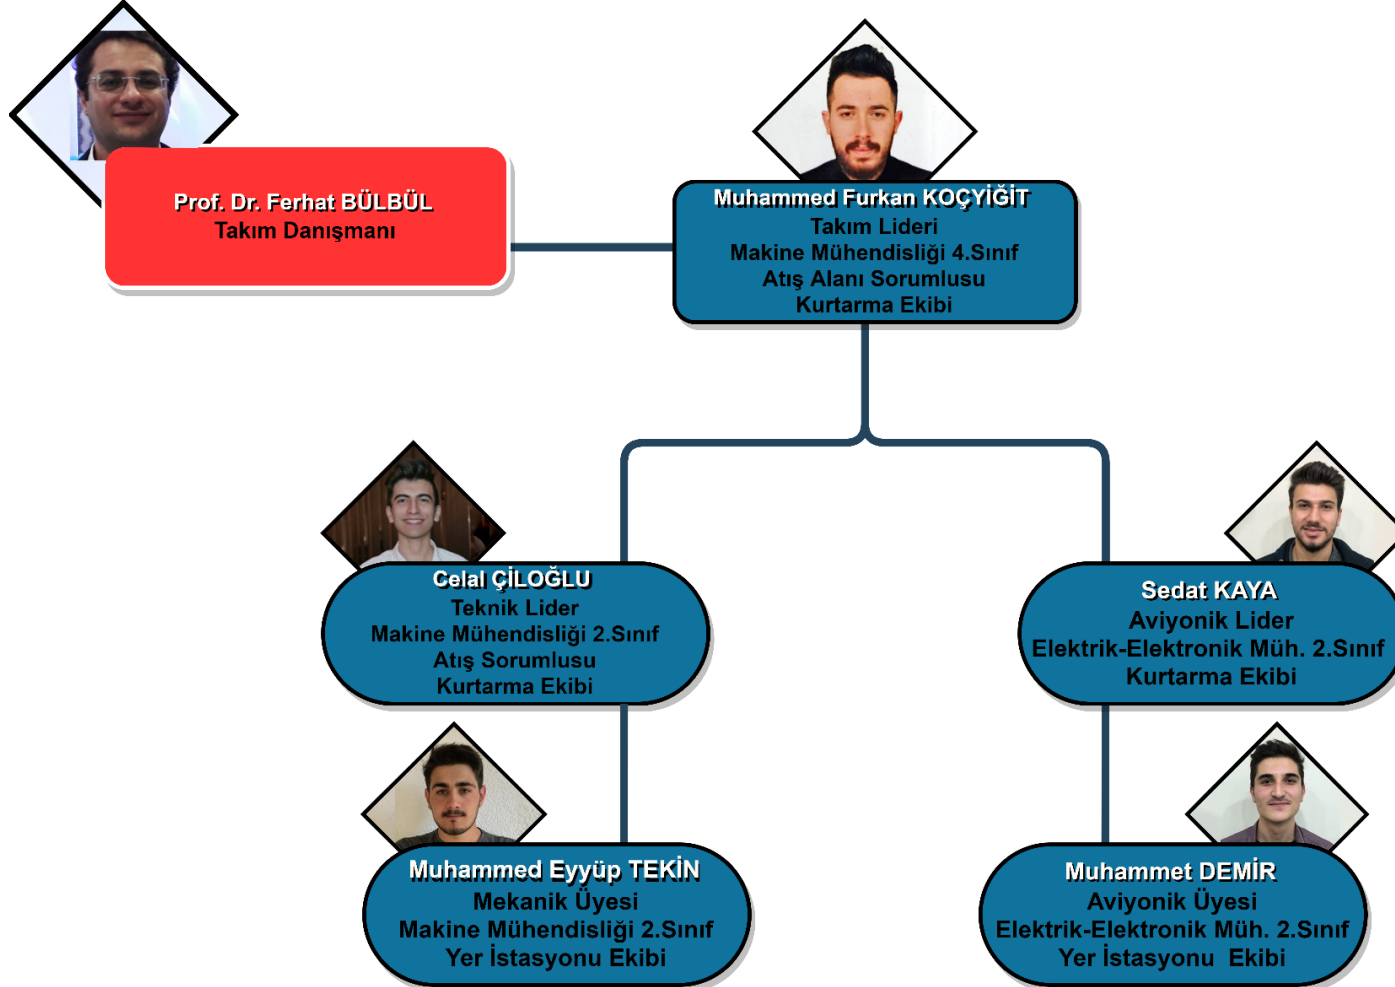 Prof. Dr. Ferhat BÜLBÜL
Takım Danışmanı
Muhammed Furkan KOÇYİĞİT
Takım Lideri
Makine Mühendisliği 4.Sınıf
Atış Alanı Sorumlusu
Kurtarma Ekibi
Celal ÇİLOĞLU
Teknik Lider
Makine Mühendisliği 2.Sınıf
Atış Sorumlusu
Kurtarma Ekibi
Sedat KAYA
Aviyonik Lider
Elektrik-Elektronik Müh. 2.Sınıf
Kurtarma Ekibi
Muhammed Eyyüp TEKİN
Mekanik Üyesi
Makine Mühendisliği 2.Sınıf
Yer İstasyonu Ekibi
Muhammet DEMİR
Aviyonik Üyesi
Elektrik-Elektronik Müh. 2.Sınıf
Yer İstasyonu  Ekibi